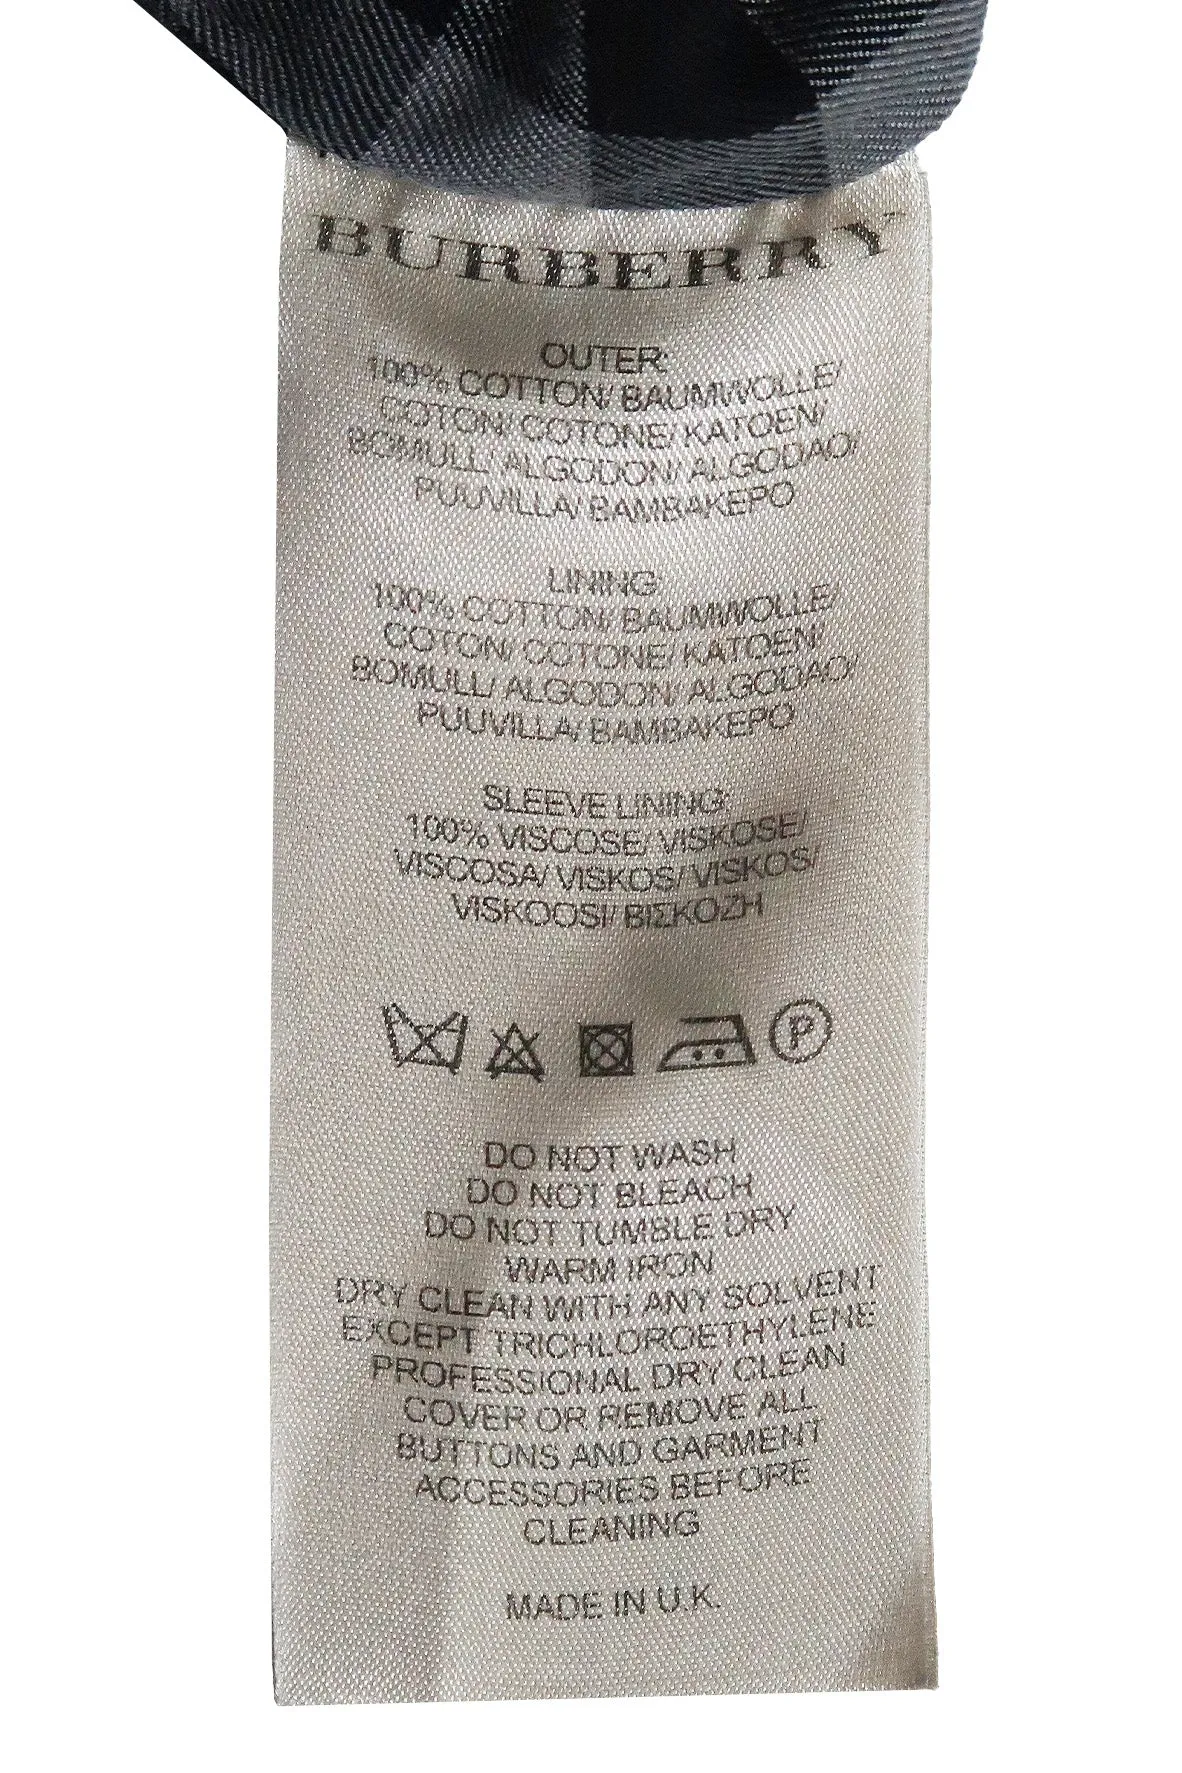 BURBERRY
OUTER:
100% COTTON/ BAUMWOLLE/
COTON/ COTONE/ KATOEN/
BOMULL/ ALGODON/ ALGODAO/
PUUVILLA/ BAMBAKEPO
LINING:
100% COTTON/ BAUMWOLLE/
COTON/ COTONE/ KATOEN/
BOMULL/ ALGODON/ ALGODAO/
PUUVILLA/ BAMBAKEPO
SLEEVE LINING:
100% VISCOSE/ VISKOSE/
VISCOSA/ VISKOS/ VISKOS/
VISKOOSI/ ΒΙΣΚΟΖΗ
P
DO NOT WASH
DO NOT BLEACH
DO NOT TUMBLE DRY
WARM IRON
DRY CLEAN WITH ANY SOLVENT
EXCEPT TRICHLOROETHYLENE
PROFESSIONAL DRY CLEAN
COVER OR REMOVE ALL
BUTTONS AND GARMENT
ACCESSORIES BEFORE
CLEANING
MADE IN U.K.